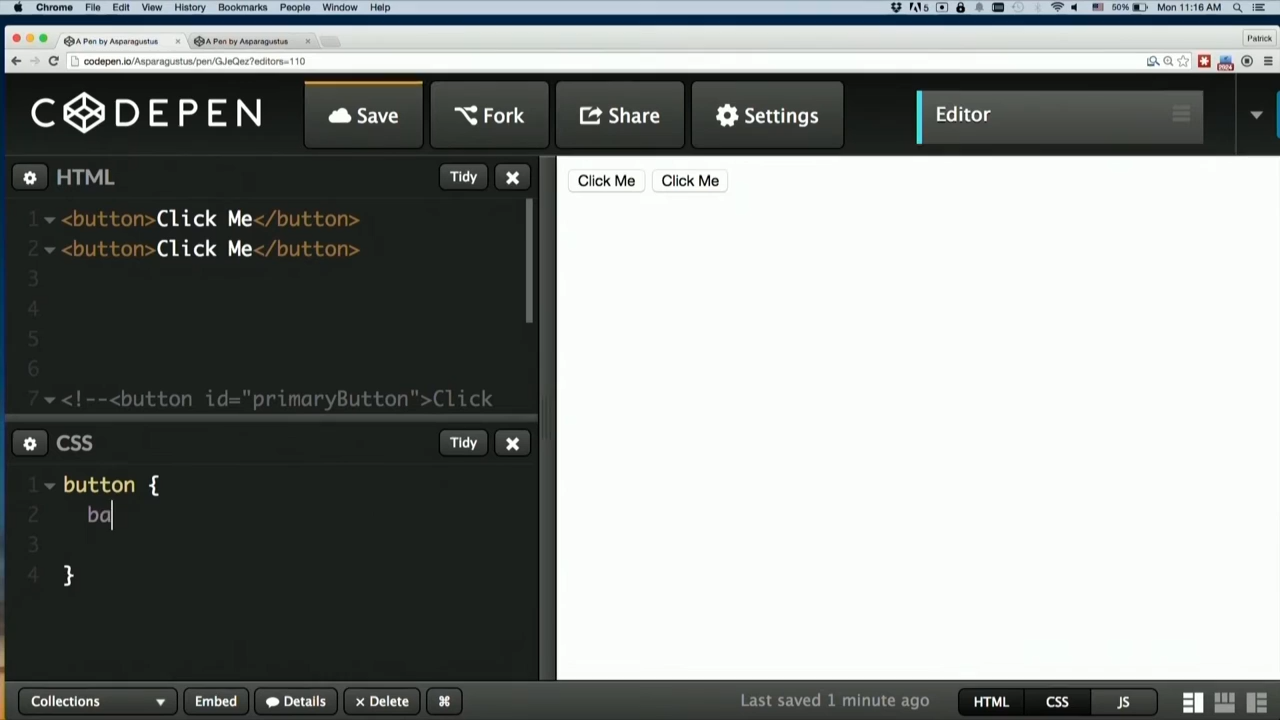 Chrome File Edit View History Bookmarks People Window Help
5 50% Mon 11:16 AM
A Pen by Asparagustus × A Pen by Asparagustus × Patrick
codepen.io/Asparagustus/pen/GJeQez?editors=110
CODEPEN Save Fork Share Settings Editor
HTML Tidy
1 <button>Click Me</button>
2 <button>Click Me</button>
3
4
5
6
7 <!--<button id="primaryButton">Click
CSS Tidy
1 button {
2 ba
3
4 }
Click Me Click Me
Collections Embed Details × Delete ⌘ Last saved 1 minute ago HTML CSS JS